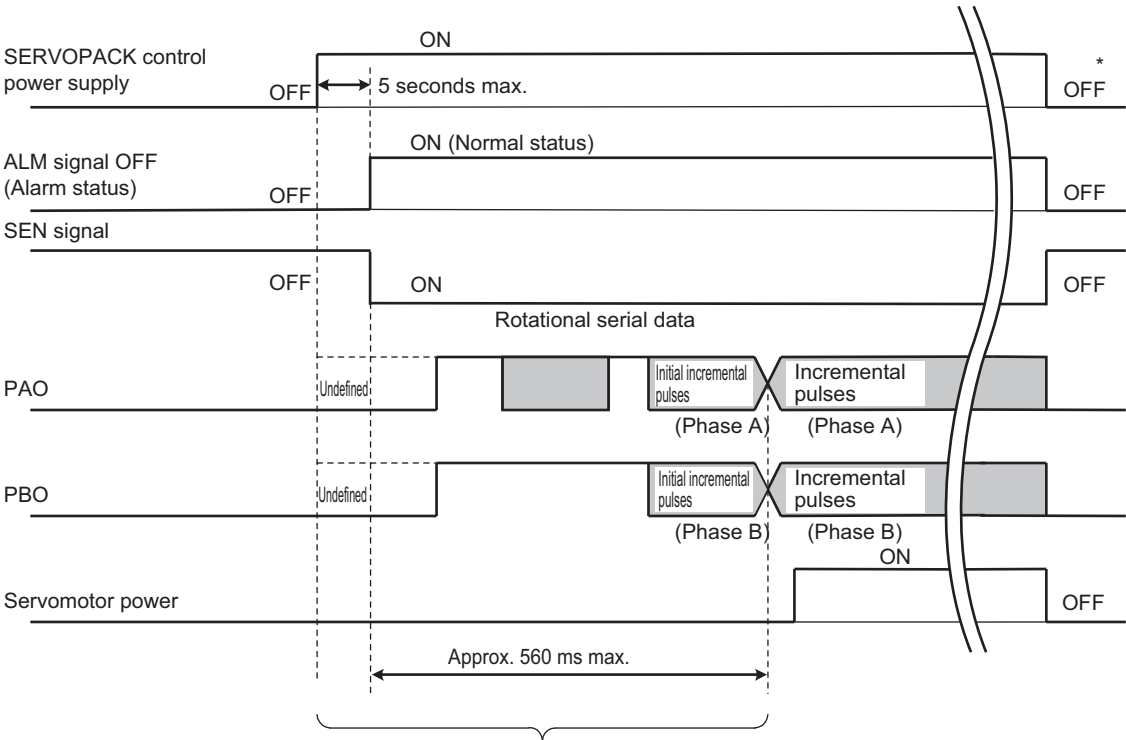 ON
SERVOPACK control
power supply
OFF
5 seconds max.
*
OFF
ON (Normal status)
ALM signal OFF
(Alarm status)
OFF
OFF
SEN signal
OFF
ON
OFF
Rotational serial data
PAO
Undefined
Initial incremental
pulses
Incremental
pulses
(Phase A)
(Phase A)
PBO
Undefined
Initial incremental
pulses
Incremental
pulses
(Phase B)
(Phase B)
ON
Servomotor power
OFF
Approx. 560 ms max.